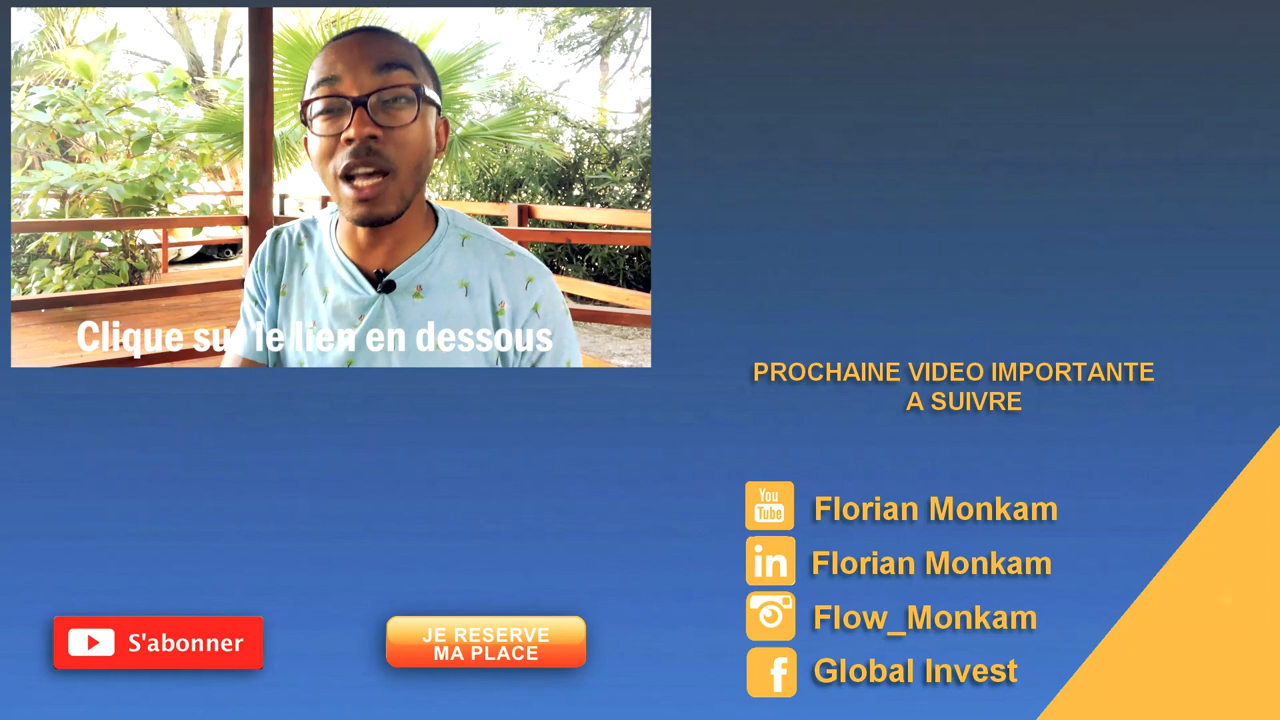 Clique sur le lien en dessous
PROCHAINE VIDEO IMPORTANTE
A SUIVRE
You
Tube
Florian Monkam
in
Florian Monkam
Flow_Monkam
f
Global Invest
S'abonner
JE RESERVE
MA PLACE